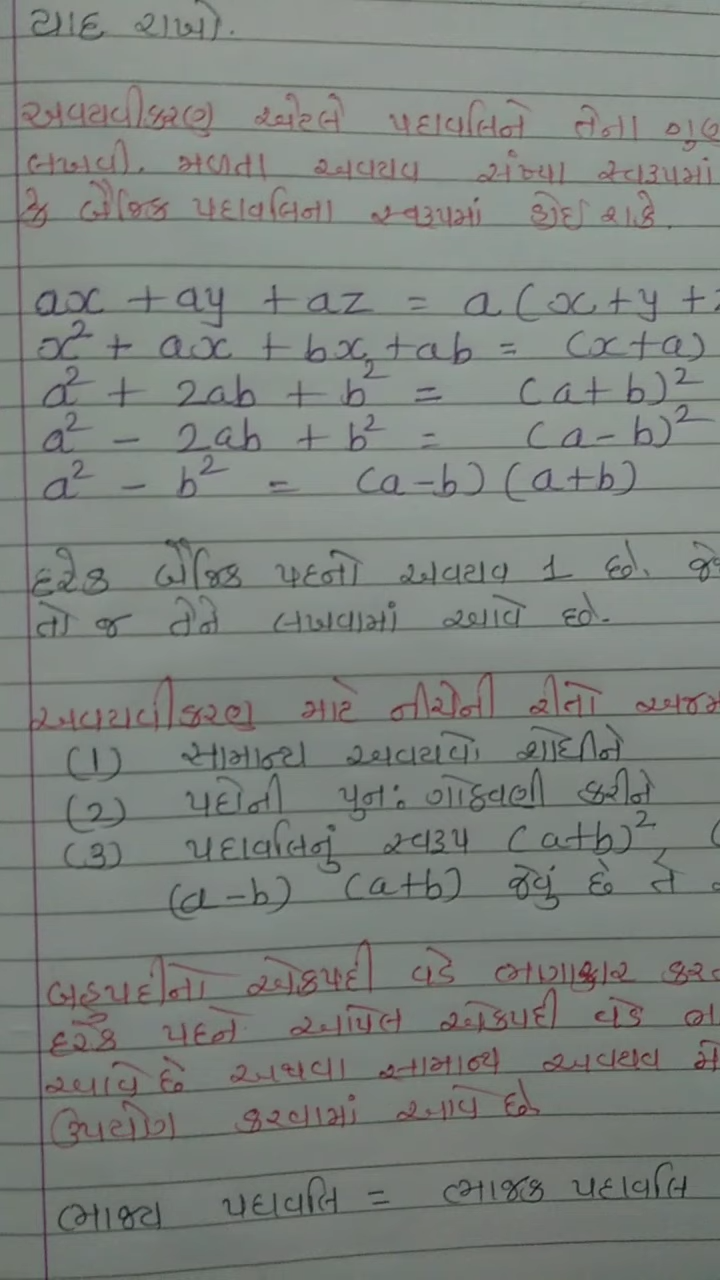 યાદ રાખો.
અવયવીકરણ એટલે પદાવલિને તેના
લખવી. મળતા અવયવ સંખ્યા સ્વરૂપમાં
કે બૈજિક પદાવલિના સ્વરૂપમાં હોઈ શકે.
ax + ay + az = a(x+y+
x² + ax + bx + ab = (x+a)
a² + 2ab + b² = (a+b)²
a² - 2ab + b² = (a-b)²
a² - b² = (a-b)(a+b)
દરેક બૈજિક પદનો અવયવ 1 છે.
તો જ તેને લખવામાં આવે છે.
અવયવીકરણ માટે નીચેની રીતો
(1) સામાન્ય અવયવો શોધીને
(2) પદોની પુનઃ ગોઠવણી કરીને
(3) પદાવલિનું સ્વરૂપ (a+b)²,
(a-b) (a+b) જેવું છે તે
બહુપદીનો એકપદી વડે ભાગાકાર
દરેક પદને આપેલ એકપદી વડે
આવે છે અથવા સામાન્ય અવયવ
ઉપયોગ કરવામાં આવે છે
ભાજ્ય પદાવલિ = ભાજક પદાવલિ